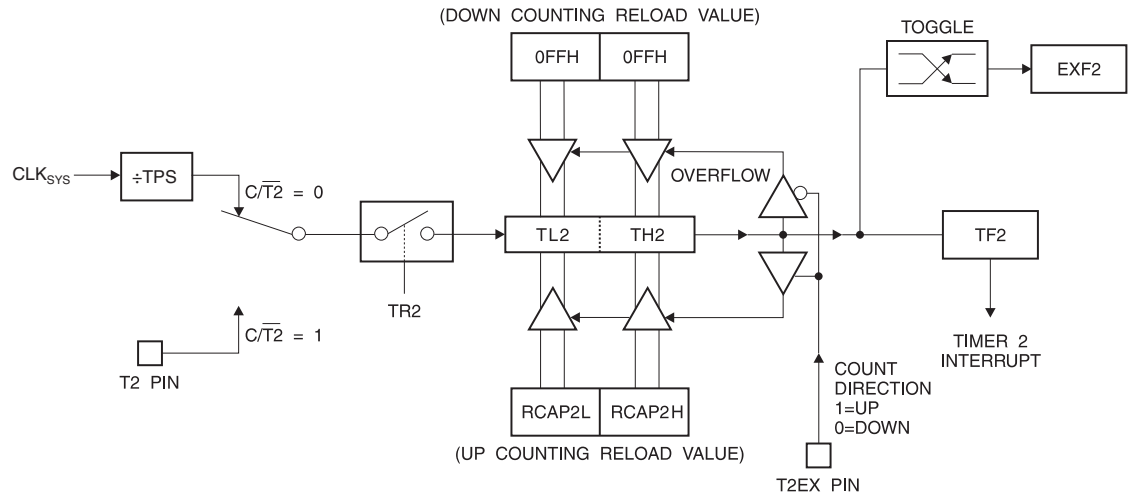 (DOWN COUNTING RELOAD VALUE)
TOGGLE
0FFH 0FFH
EXF2
CLKSYS
÷TPS
C/T2̅ = 0
OVERFLOW
TL2 TH2
TF2
TR2
C/T2̅ = 1
T2 PIN
TIMER 2
INTERRUPT
COUNT
DIRECTION
1=UP
0=DOWN
RCAP2L RCAP2H
(UP COUNTING RELOAD VALUE)
T2EX PIN